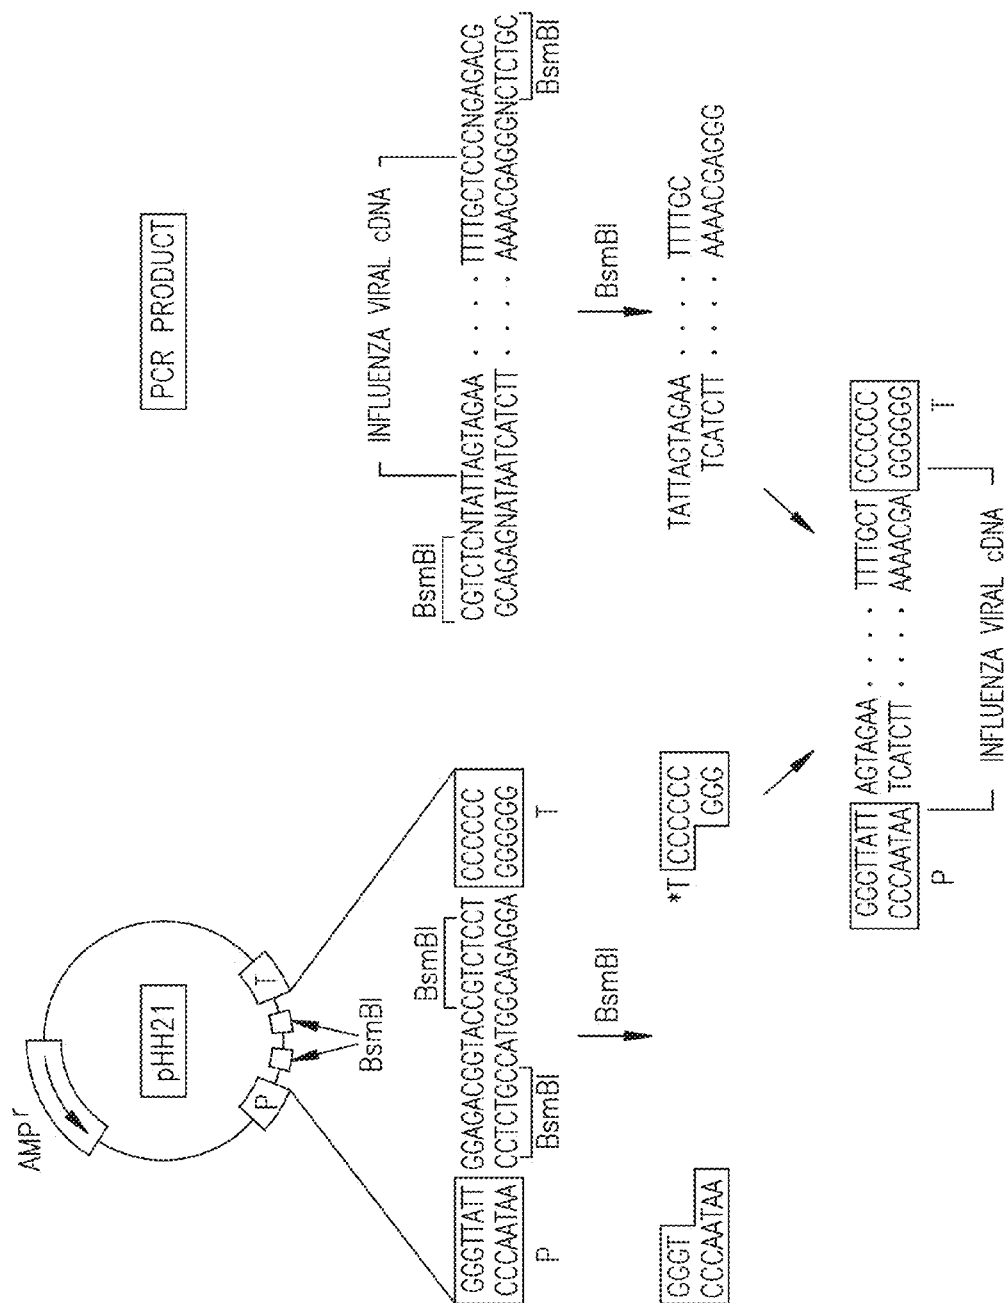 AMPr
pHH21
P
T
BsmBI
BsmBI
GGGTTATT GGAGACGGTACCGTCTCCT CCCCCC
CCCAATAA CCTCTGCCATGGCAGAGGA GGGGGG
P
BsmBI
T
BsmBI
GGGT
CCCAATAA
*T CCCCCC
GGG
PCR PRODUCT
INFLUENZA VIRAL cDNA
BsmBI
CGTCTCNTATTAGTAGAA . . . . . TTTTGCTCCCNGAGACG
GCAGAGNATAATCATCTT . . . . . AAAACGAGGGNCTCTGC
BsmBI
BsmBI
TATTAGTAGAA . . . . . TTTTGC
TCATCTT . . . . . AAAACGAGGG
GGGTTATT AGTAGAA . . . . . TTTTGCT CCCCCC
CCCAATAA TCATCTT . . . . . AAAACGA GGGGGG
P
T
INFLUENZA VIRAL cDNA